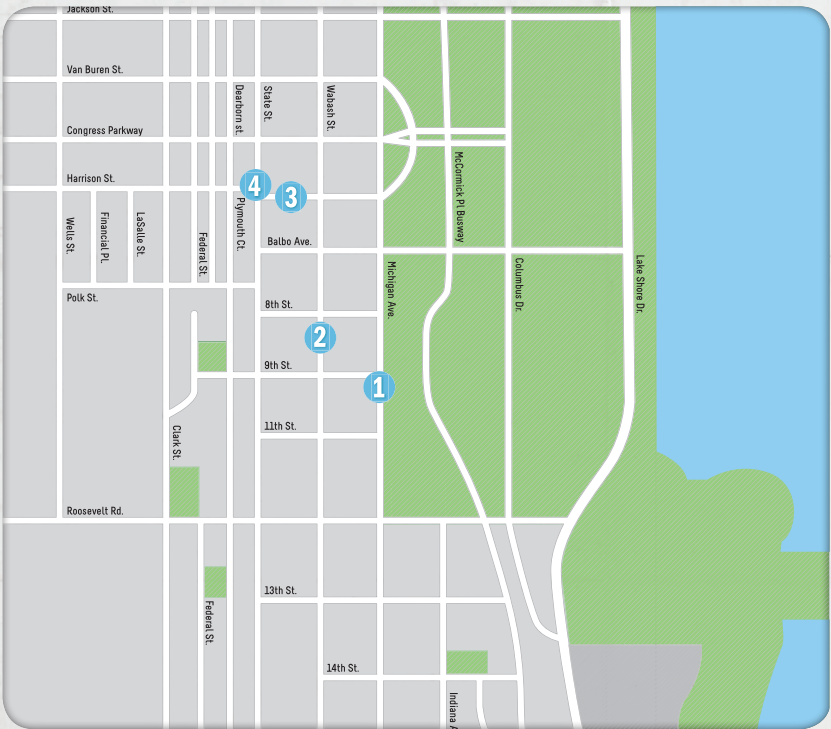 Jackson St.
Van Buren St.
Dearborn st.
State St.
Wabash St.
Congress Parkway
McCormick Pl Busway
Harrison St.
4
3
Wells St.
Financial Pl.
LaSalle St.
Federal St.
Plymouth Ct.
Balbo Ave.
Michigan Ave.
Columbus Dr.
Lake Shore Dr.
Polk St.
8th St.
2
9th St.
1
11th St.
Clark St.
Roosevelt Rd.
13th St.
Federal St.
14th St.
Indiana A